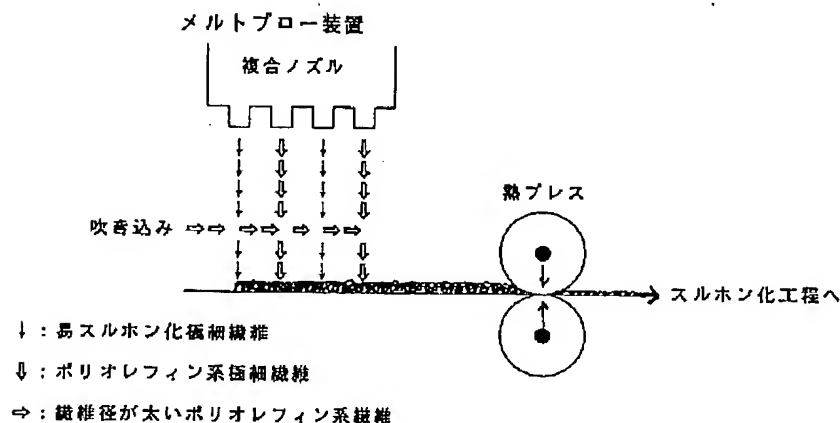 メルトブロー装置
複合ノズル
熱プレス
吹き込み ⇨⇨ ⇨⇨⇨ ⇨ ⇨⇨
スルホン化工程へ
↓：易スルホン化極細繊維
⇩：ポリオレフィン系極細繊維
⇨：繊維径が太いポリオレフィン系繊維